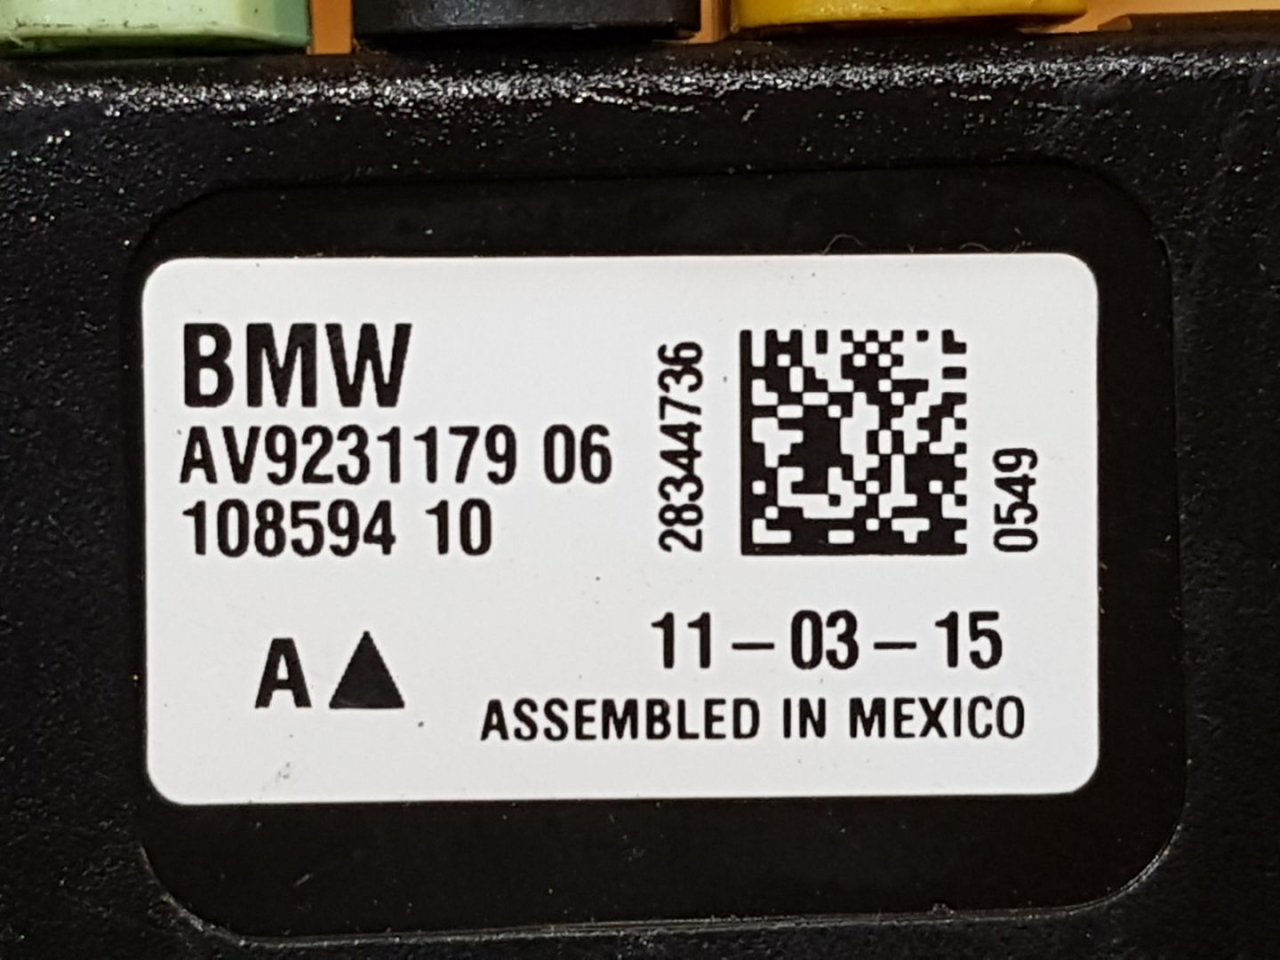 BMW
AV9231179 06
108594 10
28344736
0549
A
11-03-15
ASSEMBLED IN MEXICO